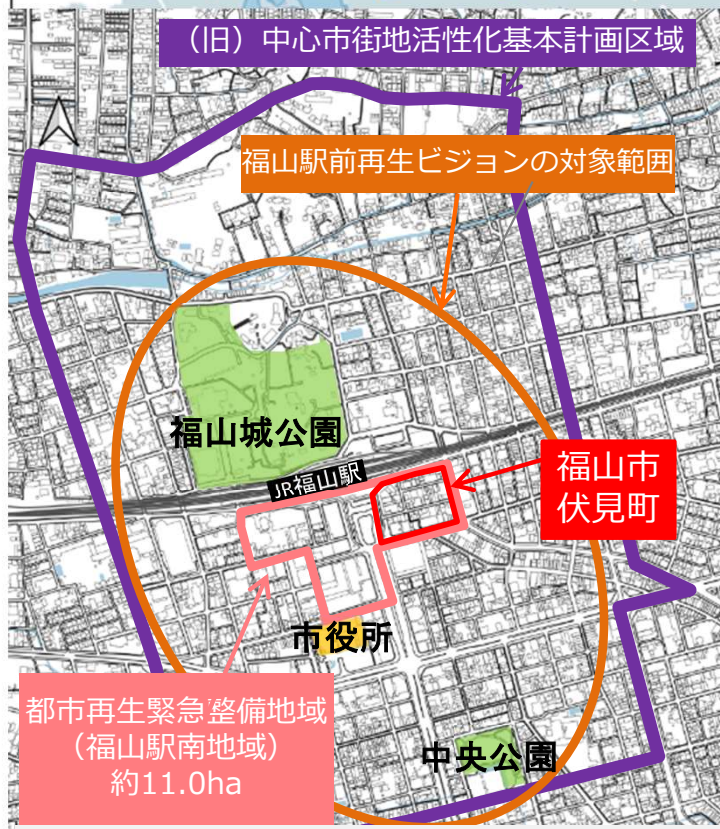 （旧）中心市街地活性化基本計画区域
福山駅前再生ビジョンの対象範囲
福山城公園
JR福山駅
福山市
伏見町
市役所
都市再生緊急整備地域
（福山駅南地域）
約11.0ha
中央公園